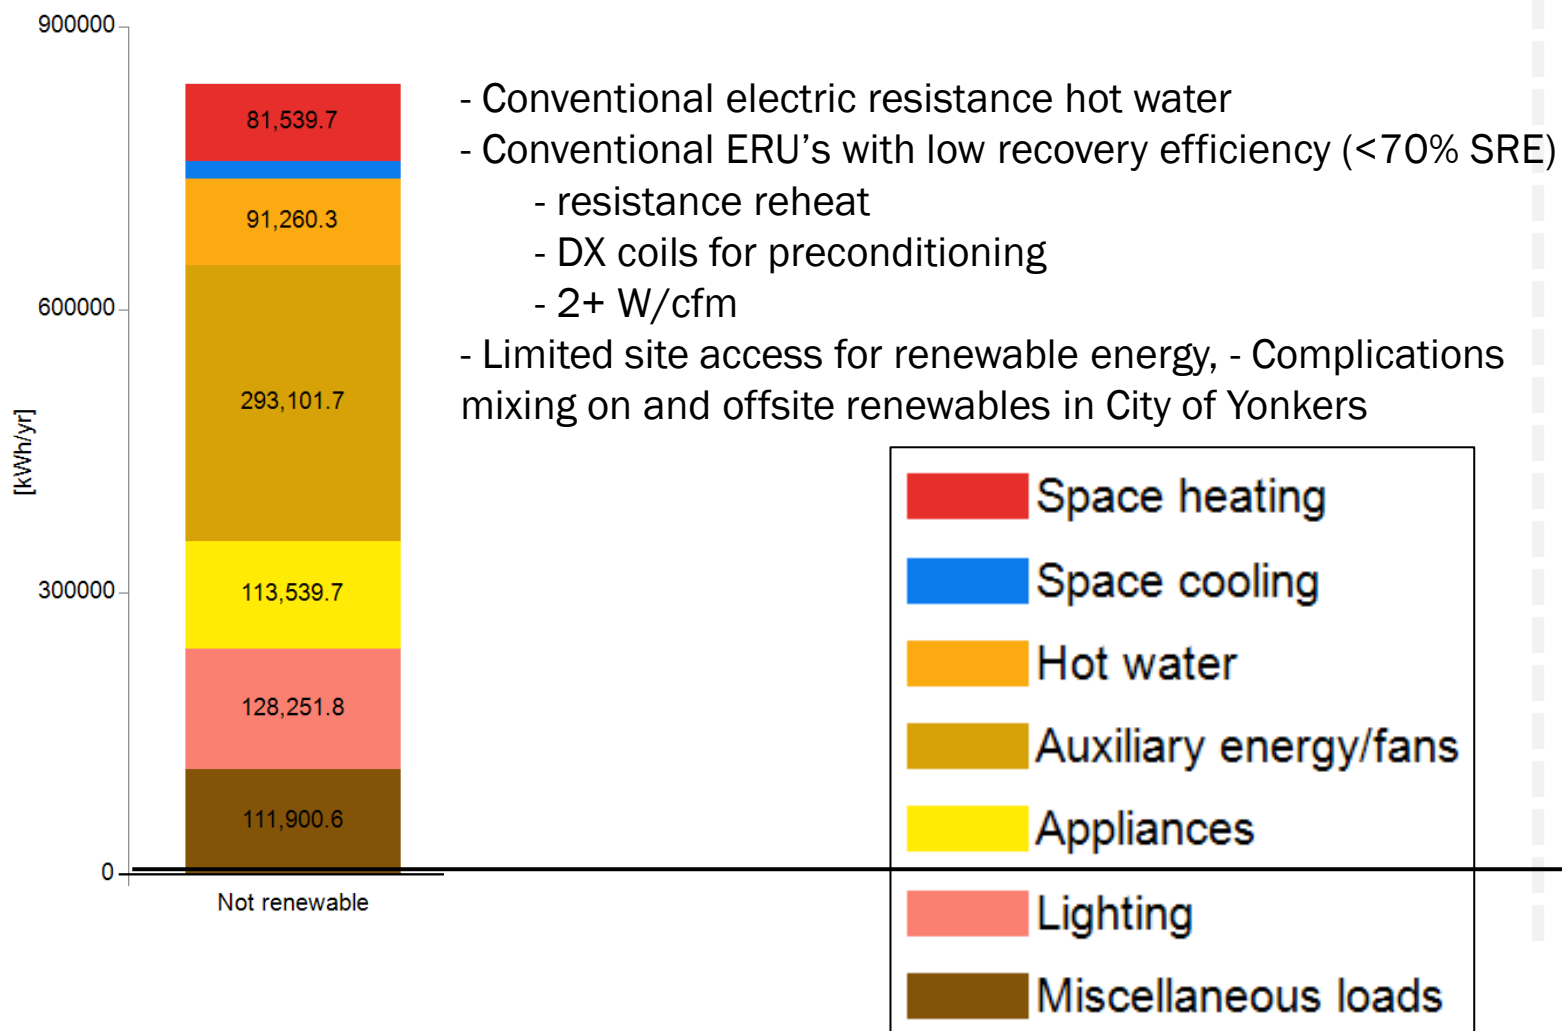 900000
600000
300000
0
[kWh/yr]
81,539.7
91,260.3
293,101.7
113,539.7
128,251.8
111,900.6
Not renewable
- Conventional electric resistance hot water
- Conventional ERU's with low recovery efficiency (<70% SRE)
- resistance reheat
- DX coils for preconditioning
- 2+ W/cfm
- Limited site access for renewable energy, - Complications
mixing on and offsite renewables in City of Yonkers
Space heating
Space cooling
Hot water
Auxiliary energy/fans
Appliances
Lighting
Miscellaneous loads